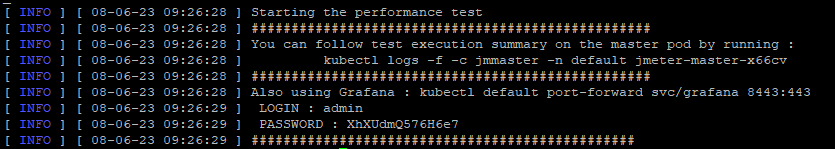 [ INFO ] [ 08-06-23 09:26:28 ] Starting the performance test
[ INFO ] [ 08-06-23 09:26:28 ] ##################################################
[ INFO ] [ 08-06-23 09:26:28 ] You can follow test execution summary on the master pod by running :
[ INFO ] [ 08-06-23 09:26:28 ]          kubectl logs -f -c jmmaster -n default jmeter-master-x66cv
[ INFO ] [ 08-06-23 09:26:28 ] ##################################################
[ INFO ] [ 08-06-23 09:26:28 ] Also using Grafana : kubectl default port-forward svc/grafana 8443:443
[ INFO ] [ 08-06-23 09:26:29 ]  LOGIN : admin
[ INFO ] [ 08-06-23 09:26:29 ]  PASSWORD : XhXUdmQ576H6e7
[ INFO ] [ 08-06-23 09:26:29 ] ################################################